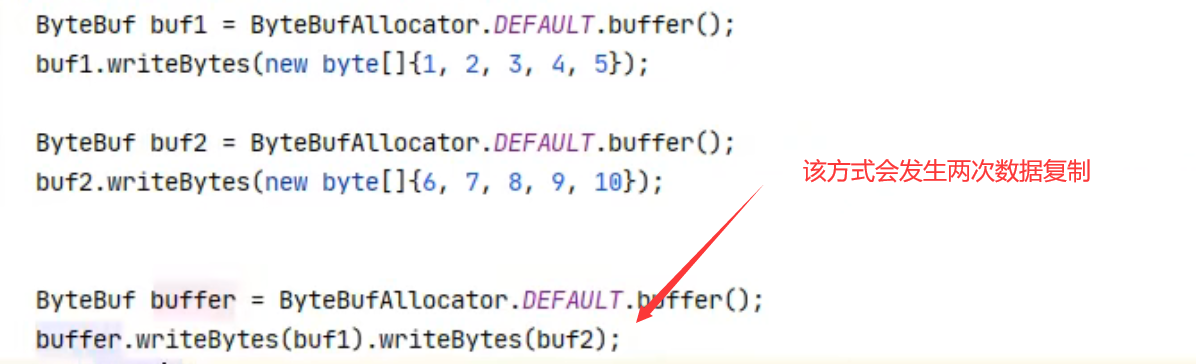 ByteBuf buf1 = ByteBufAllocator.DEFAULT.buffer();
buf1.writeBytes(new byte[]{1, 2, 3, 4, 5});
ByteBuf buf2 = ByteBufAllocator.DEFAULT.buffer();
buf2.writeBytes(new byte[]{6, 7, 8, 9, 10});
该方式会发生两次数据复制
ByteBuf buffer = ByteBufAllocator.DEFAULT.buffer();
buffer.writeBytes(buf1).writeBytes(buf2);